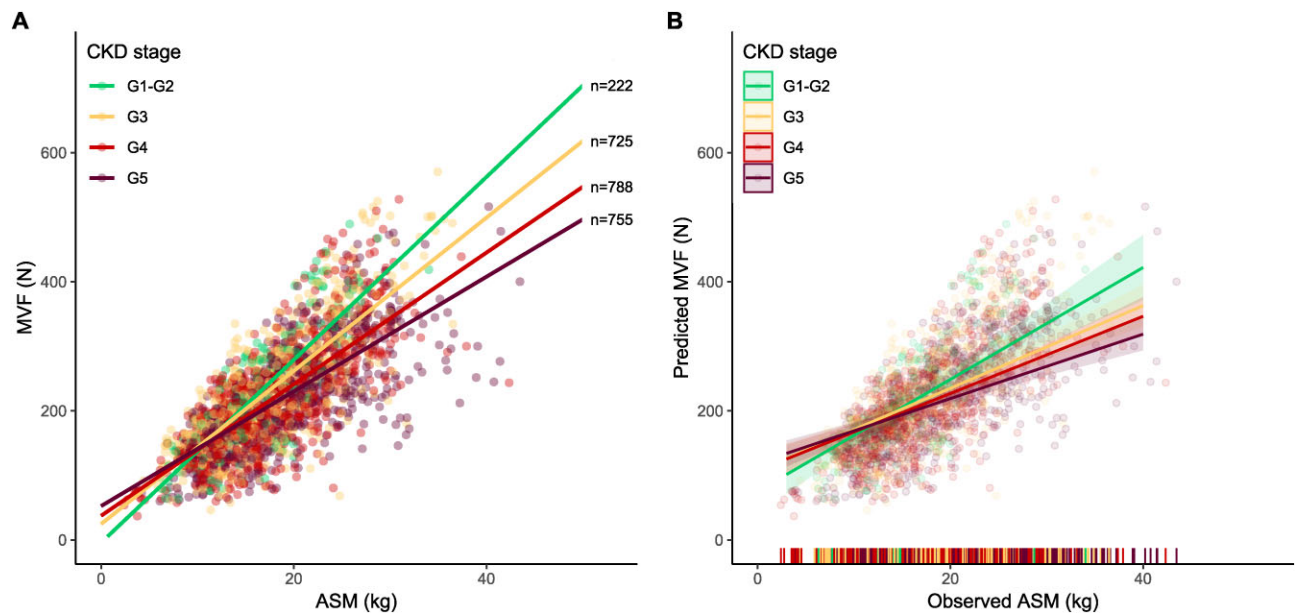 A
CKD stage
G1-G2
G3
G4
G5
n=222
n=725
n=788
n=755
600
400
200
0
MVF (N)
0
20
40
ASM (kg)
B
CKD stage
G1-G2
G3
G4
G5
600
400
200
0
Predicted MVF (N)
0
20
40
Observed ASM (kg)